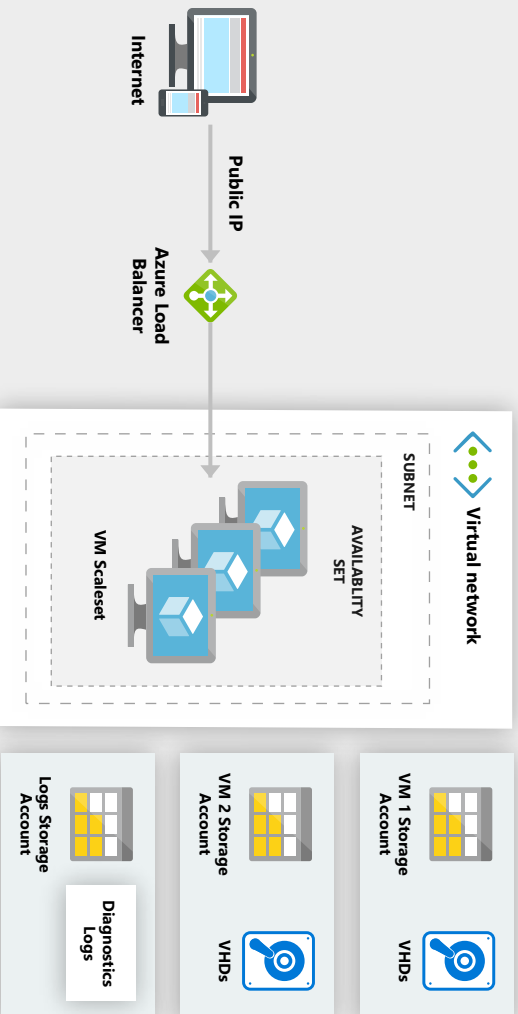 Internet
Public IP
Azure Load
Balancer
Virtual network
SUBNET
AVAILABLITY
SET
VM Scaleset
VM 1 Storage
Account
VHDs
VM 2 Storage
Account
VHDs
Logs Storage
Account
Diagnostics
Logs